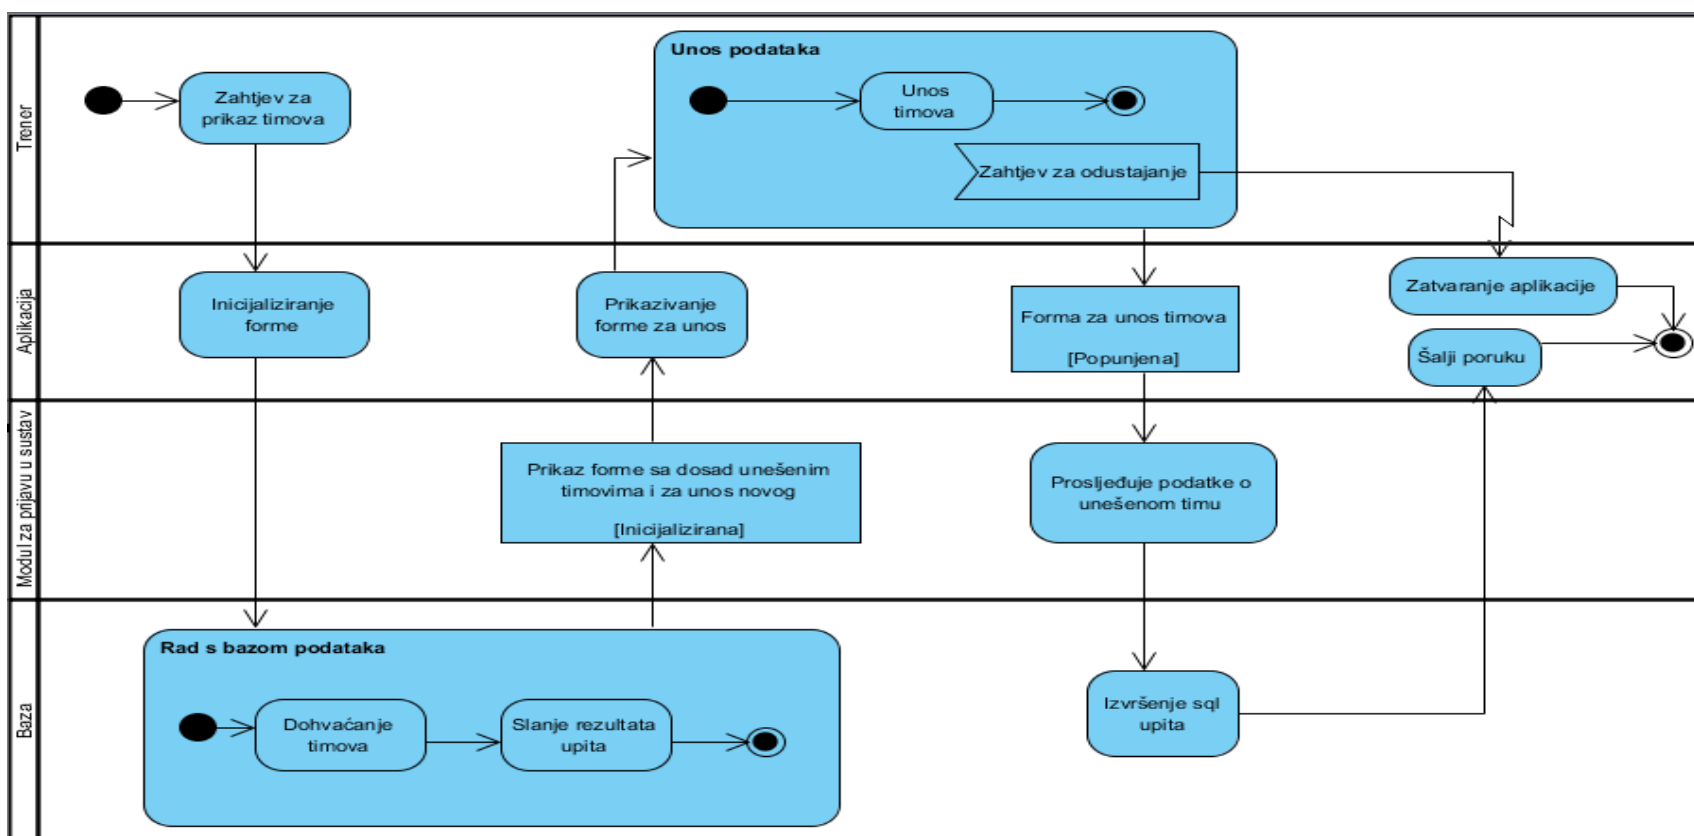 Trener
Zahtjev za
prikaz timova
Unos podataka
Unos
timova
Zahtjev za odustajanje
Aplikacija
Inicijaliziranje
forme
Prikazivanje
forme za unos
Forma za unos timova
[Popunjena]
Zatvaranje aplikacije
Šalji poruku
Modul za prijavu u sustav
Prikaz forme sa dosad unešenim
timovima i za unos novog
[Inicijalizirana]
Prosljeđuje podatke o
unešenom timu
Baza
Rad s bazom podataka
Dohvaćanje
timova
Slanje rezultata
upita
Izvršenje sql
upita